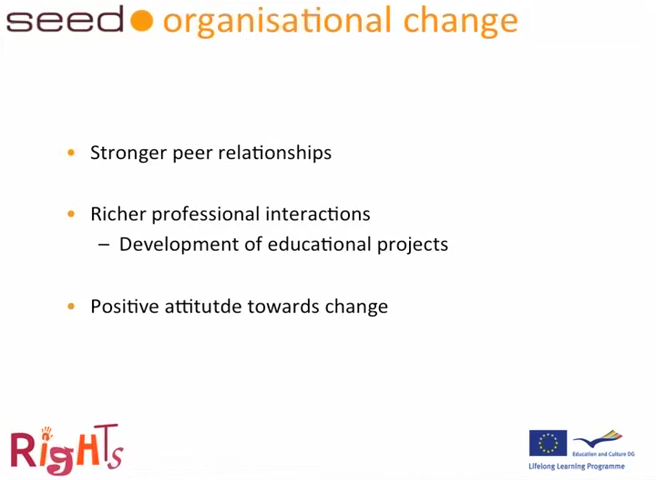 seed organisational change
• Stronger peer relationships
• Richer professional interactions
– Development of educational projects
• Positive attitutde towards change
RigHTs
Education and Culture DG
Lifelong Learning Programme